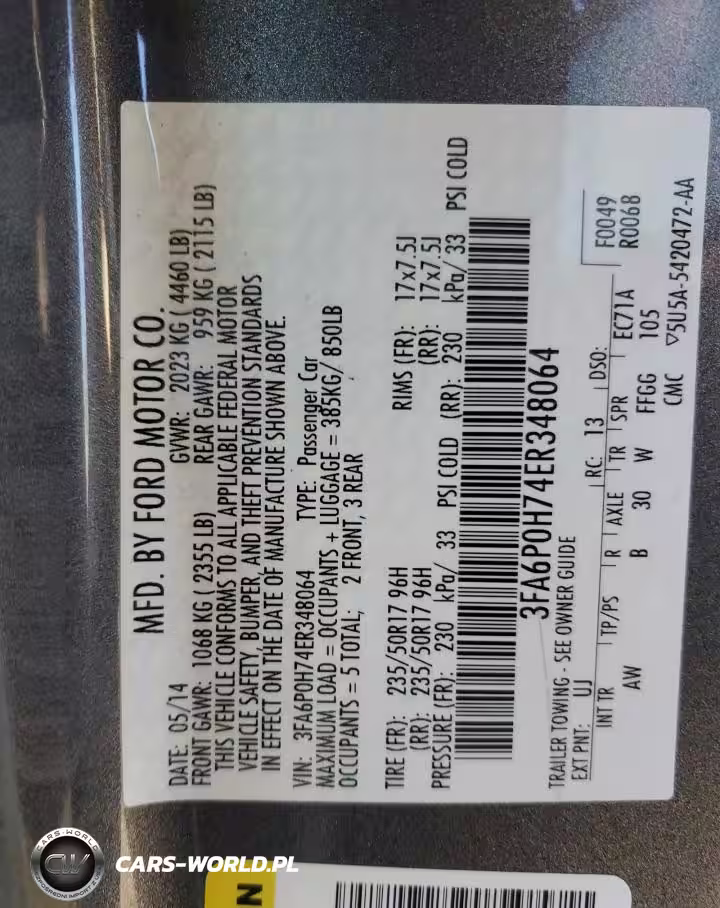 MFD. BY FORD MOTOR CO.
DATE: 05/14 GVWR: 2023 KG ( 4460 LB)
FRONT GAWR: 1068 KG ( 2355 LB) REAR GAWR: 959 KG ( 2115 LB)
THIS VEHICLE CONFORMS TO ALL APPLICABLE FEDERAL MOTOR
VEHICLE SAFETY, BUMPER, AND THEFT PREVENTION STANDARDS
IN EFFECT ON THE DATE OF MANUFACTURE SHOWN ABOVE.
VIN: 3FA6P0H74ER348064 TYPE: Passenger Car
MAXIMUM LOAD = OCCUPANTS + LUGGAGE = 385KG/ 850LB
OCCUPANTS = 5 TOTAL; 2 FRONT, 3 REAR
TIRE (FR): 235/50R17 96H RIMS (FR): 17x7.5J
(RR): 235/50R17 96H (RR): 17x7.5J
PRESSURE (FR): 230 kPa/ 33 PSI COLD (RR): 230 kPa/ 33 PSI COLD
3FA6P0H74ER348064
TRAILER TOWING - SEE OWNER GUIDE
EXT PNT: UJ RC: 13 DSO: F0049
R0068
INT TR TP/PS R AXLE TR SPR EC71A
AW B 30 W FFGG 105
CMC ▽5U5A-5420472-AA
N
CARS-WORLD
CW
CARS-WORLD.PL